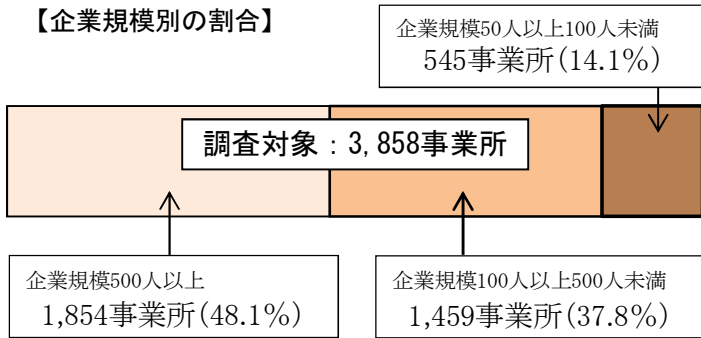 【企業規模別の割合】
企業規模50人以上100人未満
545事業所(14.1%)
調査対象：3,858事業所
企業規模500人以上
1,854事業所(48.1%)
企業規模100人以上500人未満
1,459事業所(37.8%)